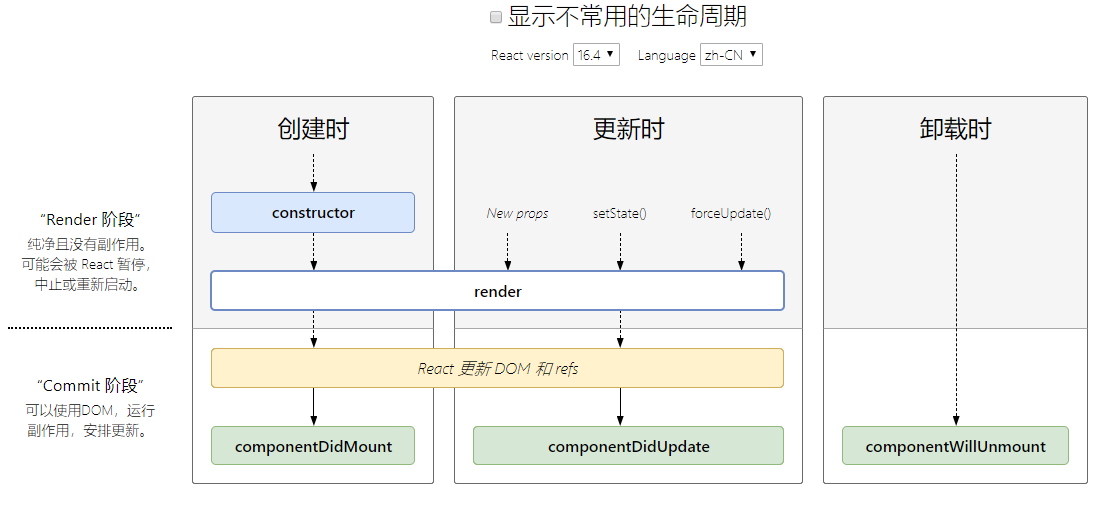 显示不常用的生命周期
React version 16.4 Language zh-CN
创建时
更新时
卸载时
“Render 阶段”
纯净且没有副作用。
可能会被 React 暂停，
中止或重新启动。
constructor
New props
setState()
forceUpdate()
render
“Commit 阶段”
可以使用DOM，运行
副作用，安排更新。
React 更新 DOM 和 refs
componentDidMount
componentDidUpdate
componentWillUnmount